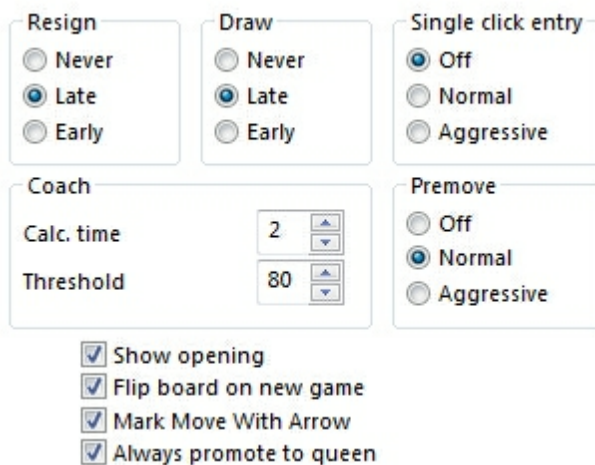 Resign
Never
Late
Early
Draw
Never
Late
Early
Single click entry
Off
Normal
Aggressive
Coach
Calc. time 2
Threshold 80
Premove
Off
Normal
Aggressive
Show opening
Flip board on new game
Mark Move With Arrow
Always promote to queen